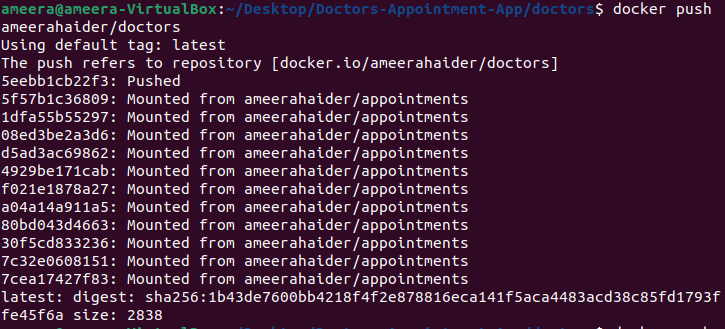 ameera@ameera-VirtualBox:~/Desktop/Doctors-Appointment-App/doctors$ docker push
ameerahaider/doctors
Using default tag: latest
The push refers to repository [docker.io/ameerahaider/doctors]
5eebb1cb22f3: Pushed
5f57b1c36809: Mounted from ameerahaider/appointments
1dfa55b55297: Mounted from ameerahaider/appointments
08ed3be2a3d6: Mounted from ameerahaider/appointments
d5ad3ac69862: Mounted from ameerahaider/appointments
4929be171cab: Mounted from ameerahaider/appointments
f021e1878a27: Mounted from ameerahaider/appointments
a04a14a911a5: Mounted from ameerahaider/appointments
80bd043d4663: Mounted from ameerahaider/appointments
30f5cd833236: Mounted from ameerahaider/appointments
7c32e0608151: Mounted from ameerahaider/appointments
7cea17427f83: Mounted from ameerahaider/appointments
latest: digest: sha256:1b43de7600bb4218f4f2e878816eca141f5aca4483acd38c85fd1793f
fe45f6a size: 2838